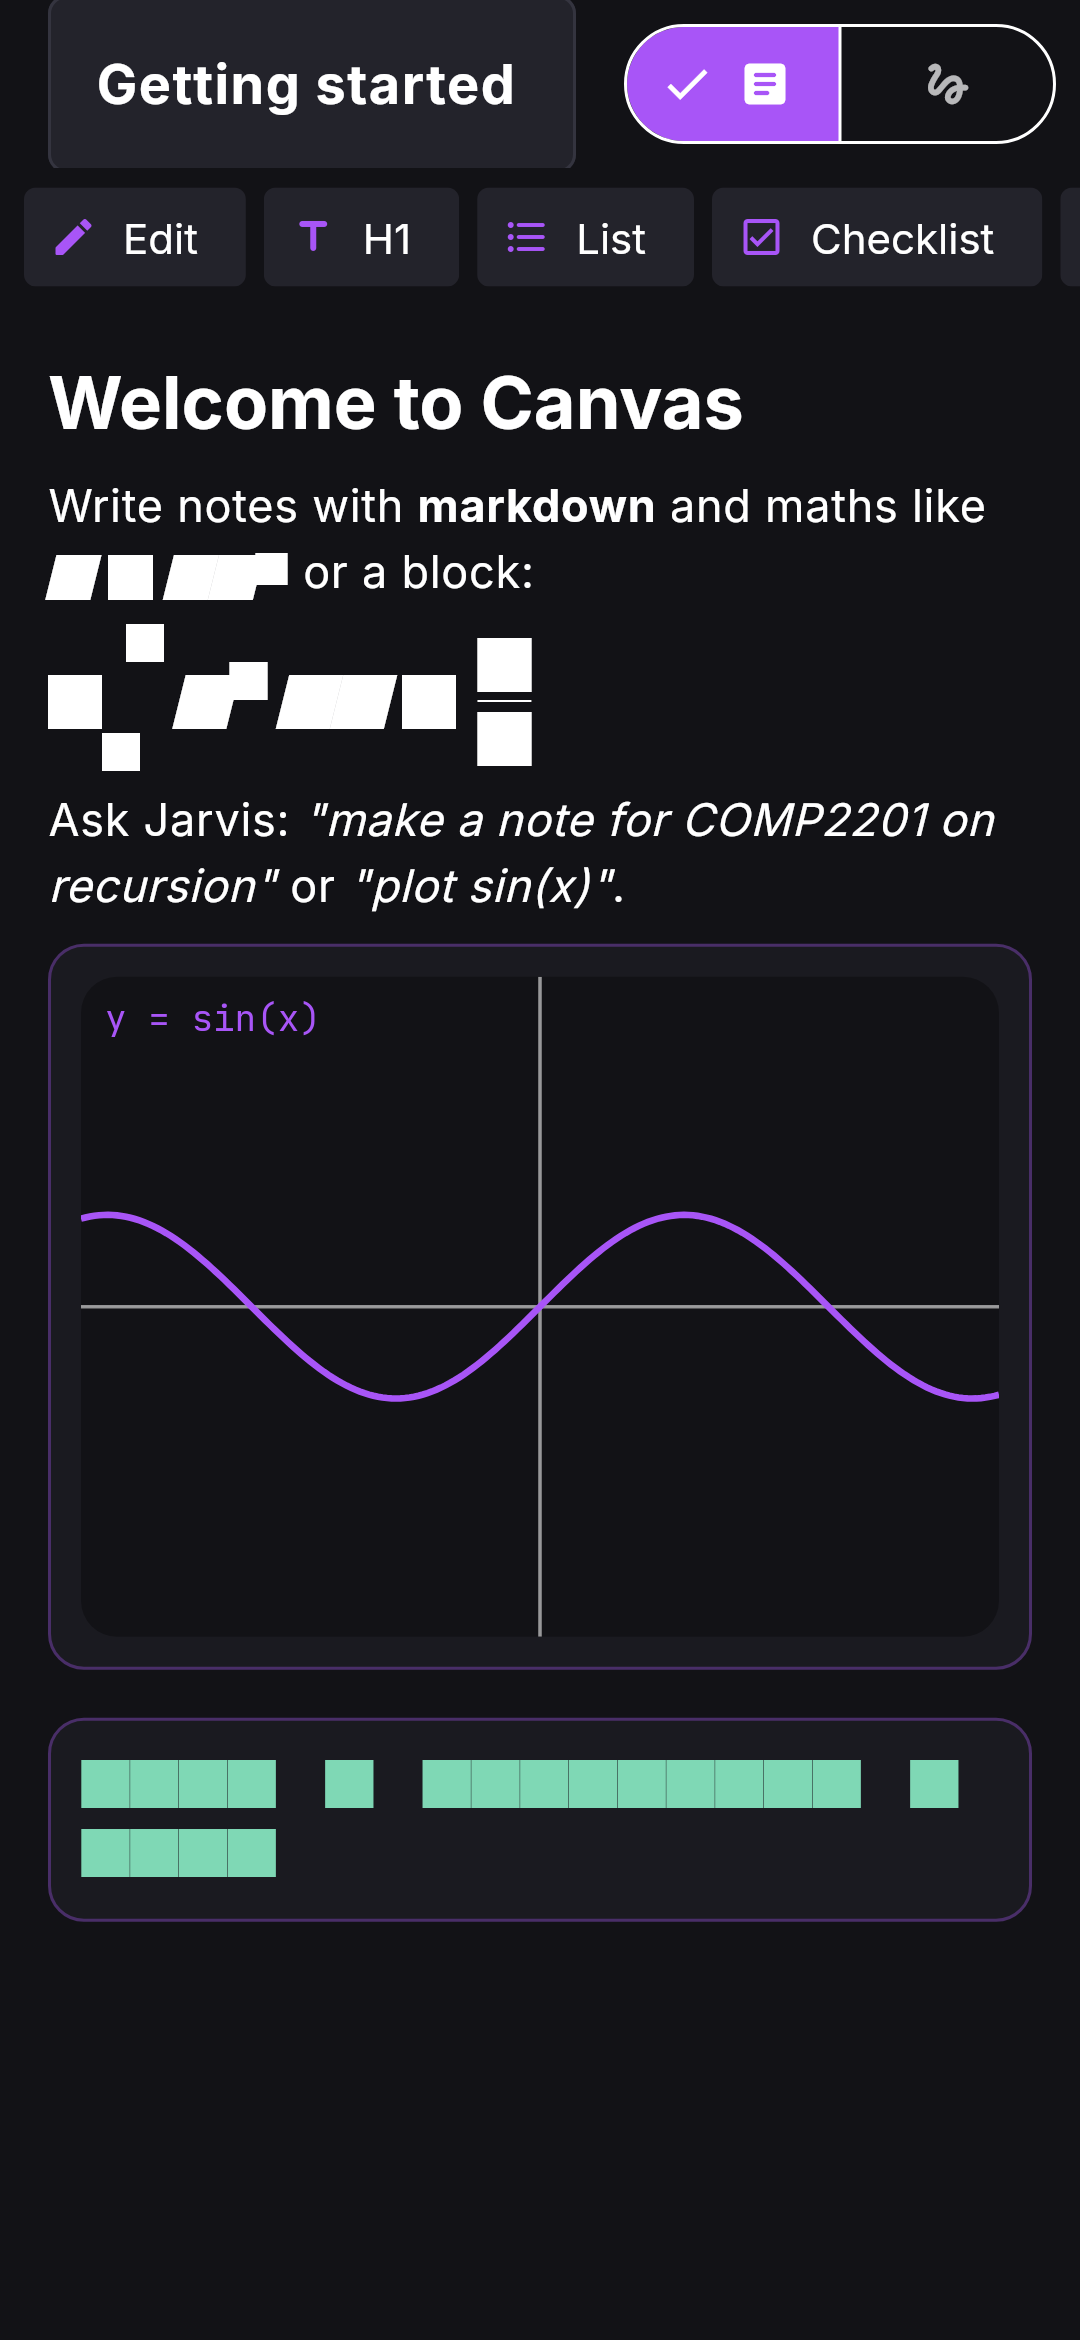 Getting started
Edit H1 List Checklist
Welcome to Canvas
Write notes with markdown and maths like
or a block:
Ask Jarvis: "make a note for COMP2201 on
recursion" or "plot sin(x)".
y = sin(x)